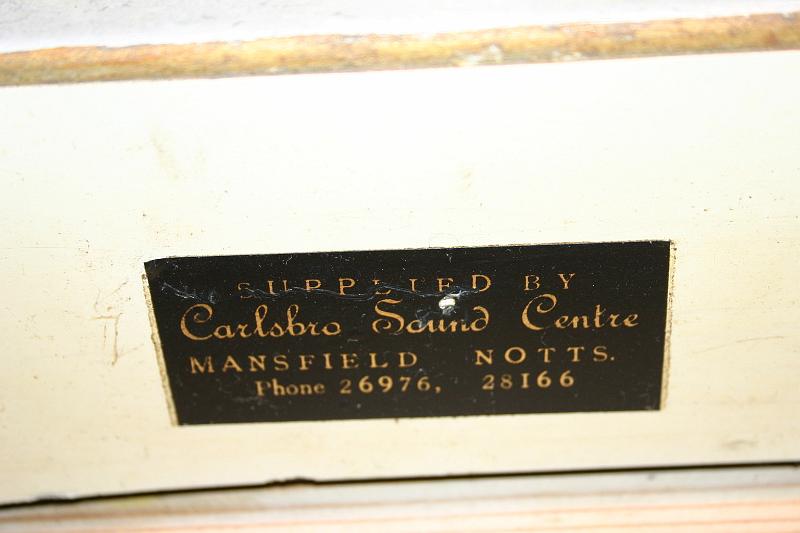 SUPPLIED BY
Carlsbro Sound Centre
MANSFIELD NOTTS.
Phone 26976, 28166